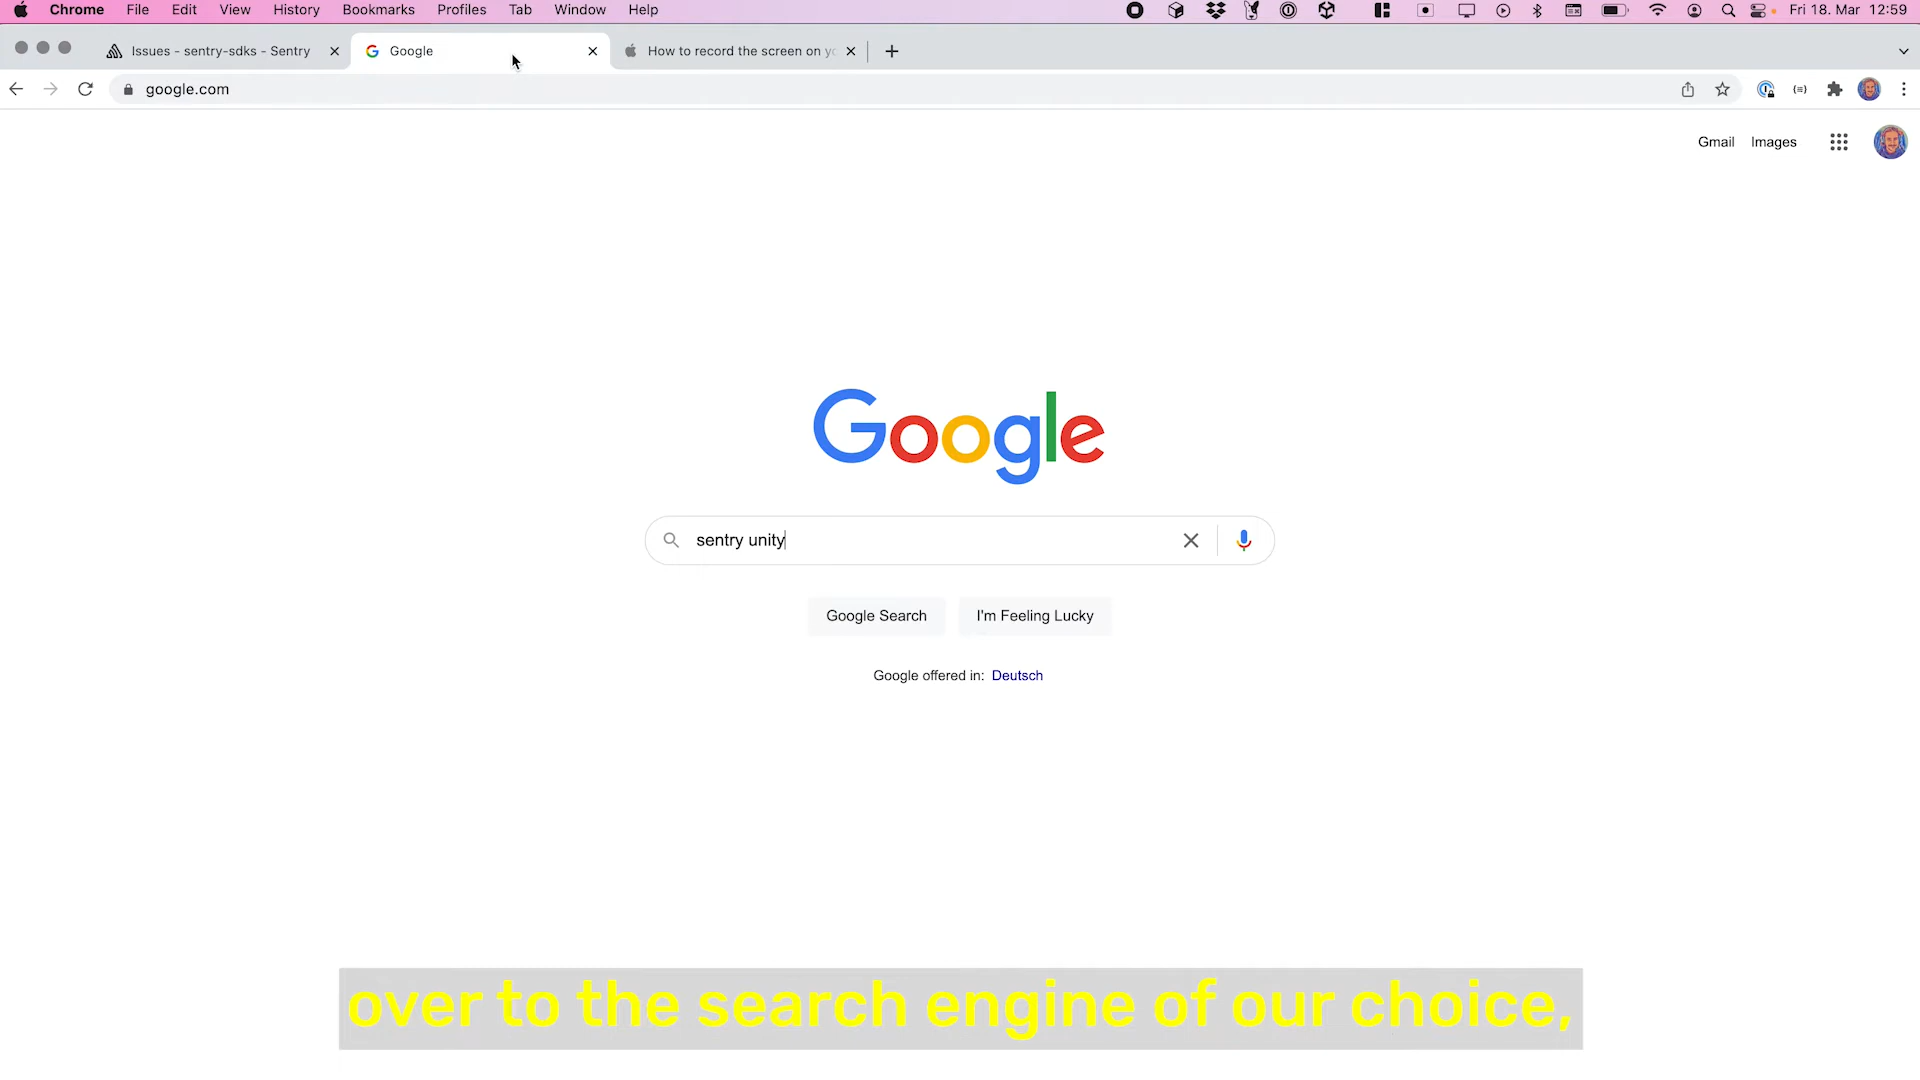 Chrome File Edit View History Bookmarks Profiles Tab Window Help Fri 18. Mar 12:59
Issues - sentry-sdks - Sentry Google How to record the screen on yo
google.com
Gmail Images
Google
sentry unity
Google Search I'm Feeling Lucky
Google offered in: Deutsch
over to the search engine of our choice,